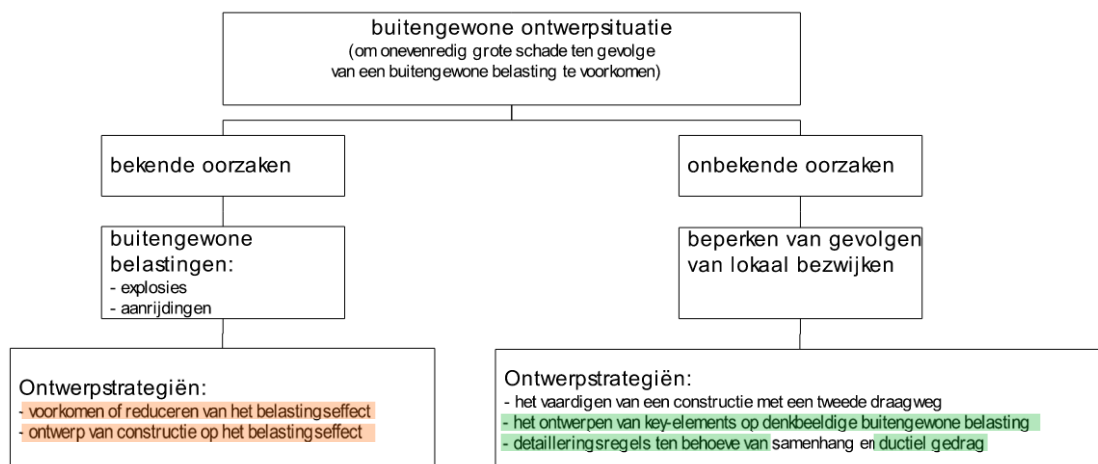 buitengewone ontwerpsituatie
(om onevenredig grote schade ten gevolge
van een buitengewone belasting te voorkomen)
bekende oorzaken
onbekende oorzaken
buitengewone
belastingen:
- explosies
- aanrijdingen
beperken van gevolgen
van lokaal bezwijken
Ontwerpstrategiën:
- voorkomen of reduceren van het belastingseffect
- ontwerp van constructie op het belastingseffect
Ontwerpstrategiën:
- het vaardigen van een constructie met een tweede draagweg
- het ontwerpen van key-elements op denkbeeldige buitengewone belasting
- detailleringsregels ten behoeve van samenhang en ductiel gedrag